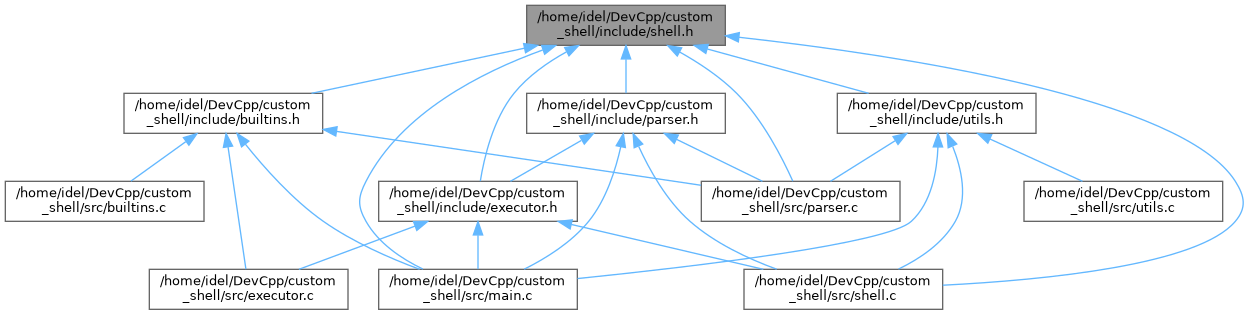 /home/idel/DevCpp/custom
_shell/include/shell.h
/home/idel/DevCpp/custom
_shell/include/builtins.h
/home/idel/DevCpp/custom
_shell/include/parser.h
/home/idel/DevCpp/custom
_shell/include/utils.h
/home/idel/DevCpp/custom
_shell/src/builtins.c
/home/idel/DevCpp/custom
_shell/include/executor.h
/home/idel/DevCpp/custom
_shell/src/parser.c
/home/idel/DevCpp/custom
_shell/src/utils.c
/home/idel/DevCpp/custom
_shell/src/executor.c
/home/idel/DevCpp/custom
_shell/src/main.c
/home/idel/DevCpp/custom
_shell/src/shell.c